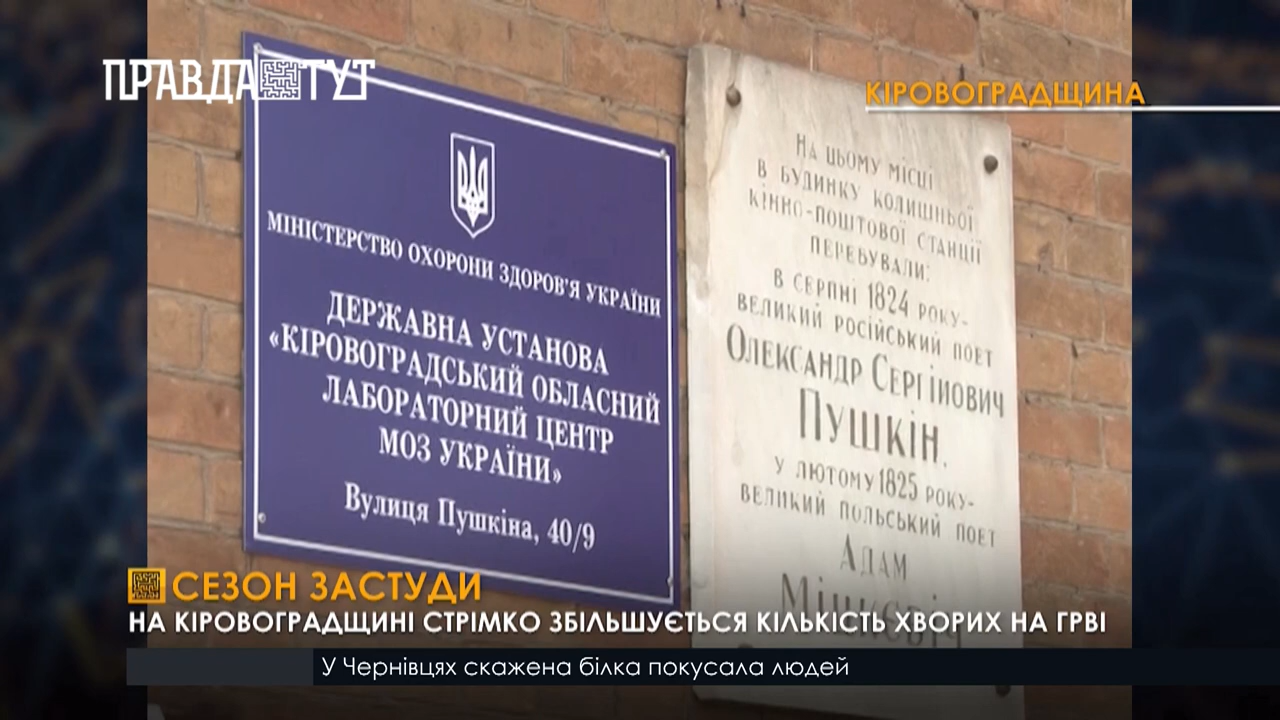 ПРАВДА ТУТ
КІРОВОГРАДЩИНА
МІНІСТЕРСТВО ОХОРОНИ ЗДОРОВ'Я УКРАЇНИ
ДЕРЖАВНА УСТАНОВА
«КІРОВОГРАДСЬКИЙ ОБЛАСНИЙ
ЛАБОРАТОРНИЙ ЦЕНТР
МОЗ УКРАЇНИ»
Вулиця Пушкіна, 40/9
НА ЦЬОМУ МІСЦІ
В БУДИНКУ КОЛИШНЬОЇ
КІННО-ПОШТОВОЇ СТАНЦІЇ
ПЕРЕБУВАЛИ:
В СЕРПНІ 1824 РОКУ-
ВЕЛИКИЙ РОСІЙСЬКИЙ ПОЕТ
ОЛЕКСАНДР СЕРГІЙОВИЧ
ПУШКІН.
У ЛЮТОМУ 1825 РОКУ-
ВЕЛИКИЙ ПОЛЬСЬКИЙ ПОЕТ
АДАМ
МІЦКЕВІЧ
СЕЗОН ЗАСТУДИ
НА КІРОВОГРАДЩИНІ СТРІМКО ЗБІЛЬШУЄТЬСЯ КІЛЬКІСТЬ ХВОРИХ НА ГРВІ
У Чернівцях скажена білка покусала людей